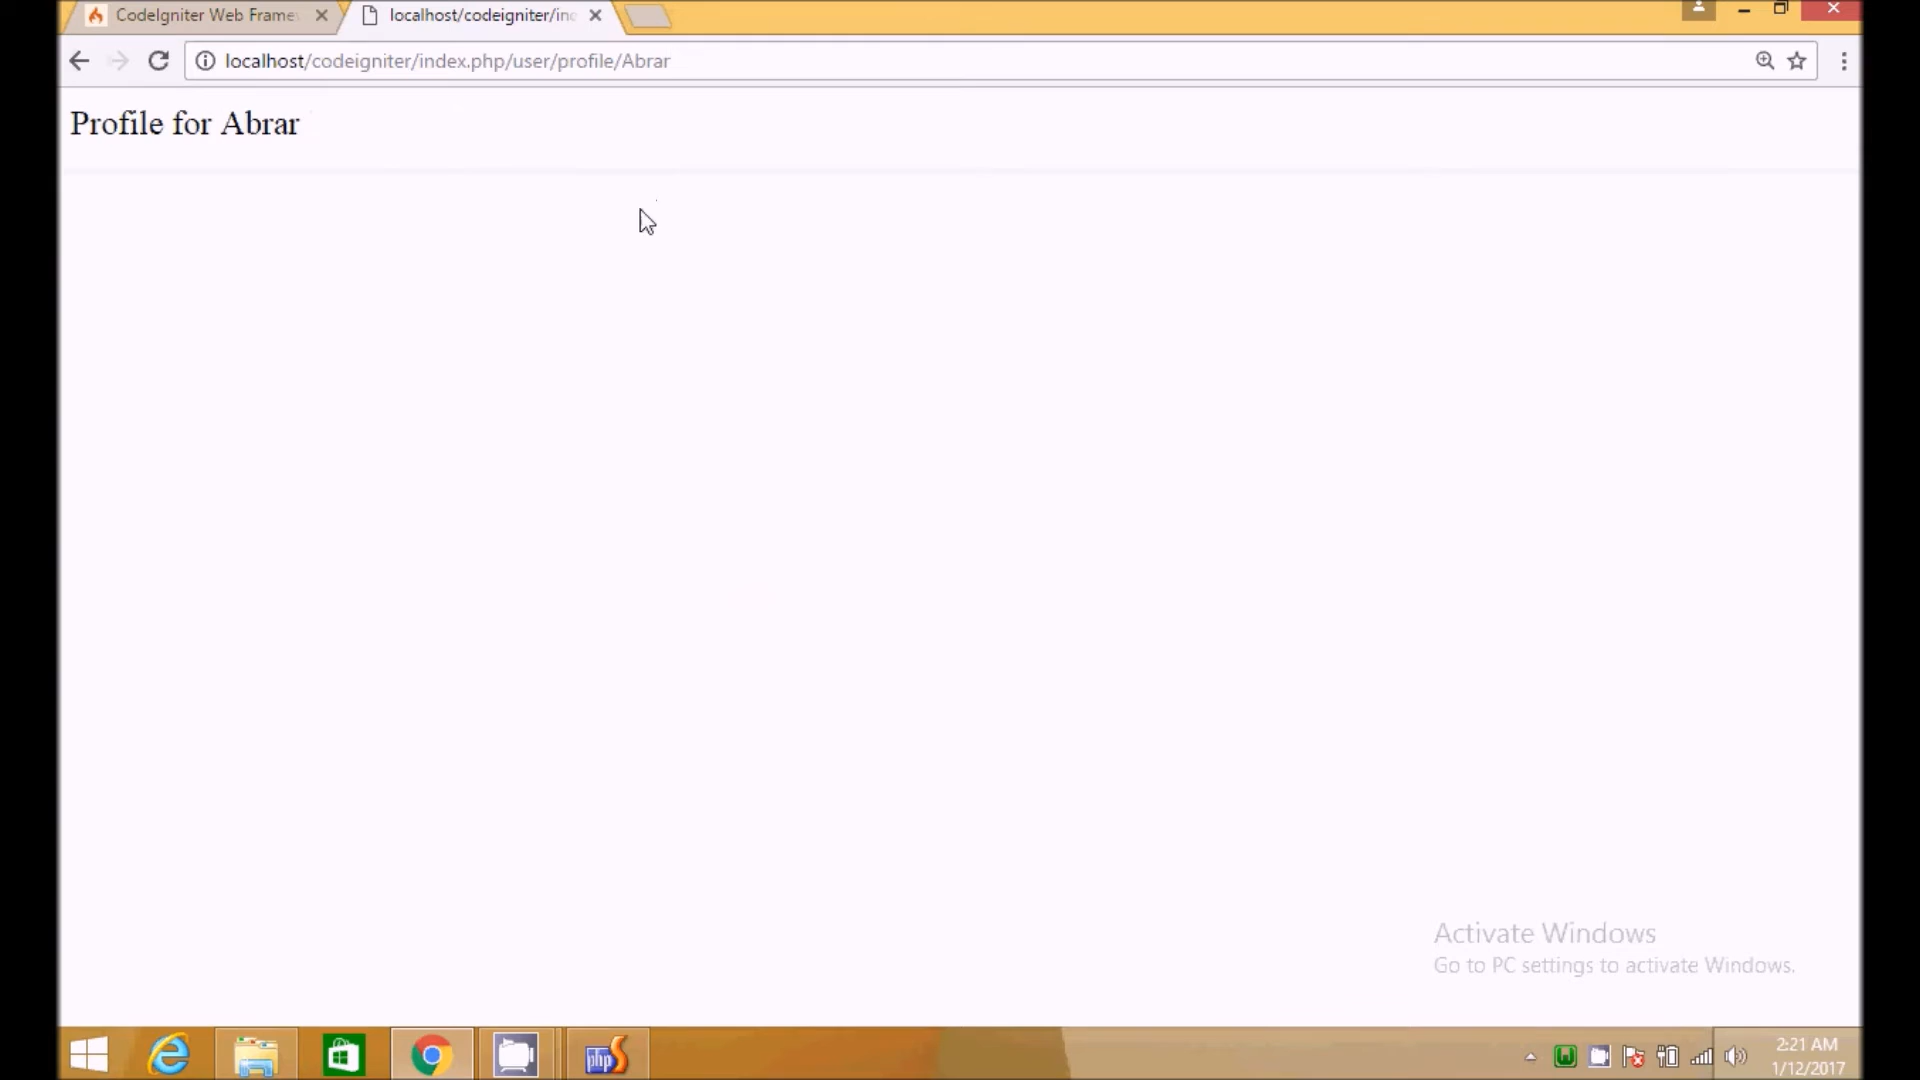 CodeIgniter Web Frame
localhost/codeigniter/in
localhost/codeigniter/index.php/user/profile/Abrar
Profile for Abrar
Activate Windows
Go to PC settings to activate Windows.
php
2:21 AM
1/12/2017